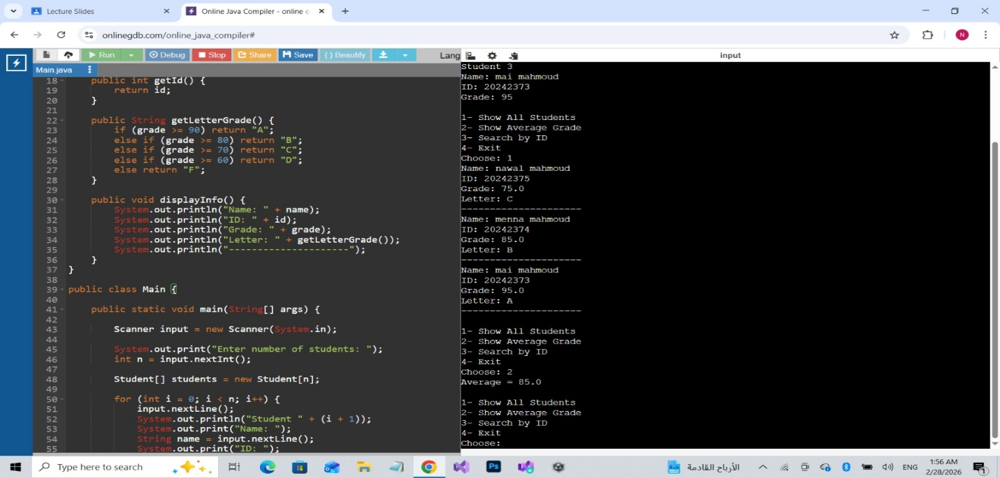 Lecture Slides
Online Java Compiler - online e
onlinegdb.com/online_java_compiler#
N
Run
Debug
Stop
Share
Save
{ } Beautify
Lang
input
Main.java
18 public int getId() {
19 return id;
20 }
21
22 public String getLetterGrade() {
23 if (grade >= 90) return "A";
24 else if (grade >= 80) return "B";
25 else if (grade >= 70) return "C";
26 else if (grade >= 60) return "D";
27 else return "F";
28 }
29
30 public void displayInfo() {
31 System.out.println("Name: " + name);
32 System.out.println("ID: " + id);
33 System.out.println("Grade: " + grade);
34 System.out.println("Letter: " + getLetterGrade());
35 System.out.println("---------------------");
36 }
37 }
38
39 public class Main {
40
41 public static void main(String[] args) {
42
43 Scanner input = new Scanner(System.in);
44
45 System.out.print("Enter number of students: ");
46 int n = input.nextInt();
47
48 Student[] students = new Student[n];
49
50 for (int i = 0; i < n; i++) {
51 input.nextLine();
52 System.out.println("Student " + (i + 1));
53 System.out.print("Name: ");
54 String name = input.nextLine();
55 System.out.print("ID: ");
Student 3
Name: mai mahmoud
ID: 20242373
Grade: 95
1- Show All Students
2- Show Average Grade
3- Search by ID
4- Exit
Choose: 1
Name: nawal mahmoud
ID: 20242375
Grade: 75.0
Letter: C
---------------------
Name: menna mahmoud
ID: 20242374
Grade: 85.0
Letter: B
---------------------
Name: mai mahmoud
ID: 20242373
Grade: 95.0
Letter: A
---------------------
1- Show All Students
2- Show Average Grade
3- Search by ID
4- Exit
Choose: 2
Average = 85.0
1- Show All Students
2- Show Average Grade
3- Search by ID
4- Exit
Choose:
Type here to search
Ps
الأرباح القادمة
ENG
1:56 AM
2/28/2026
1